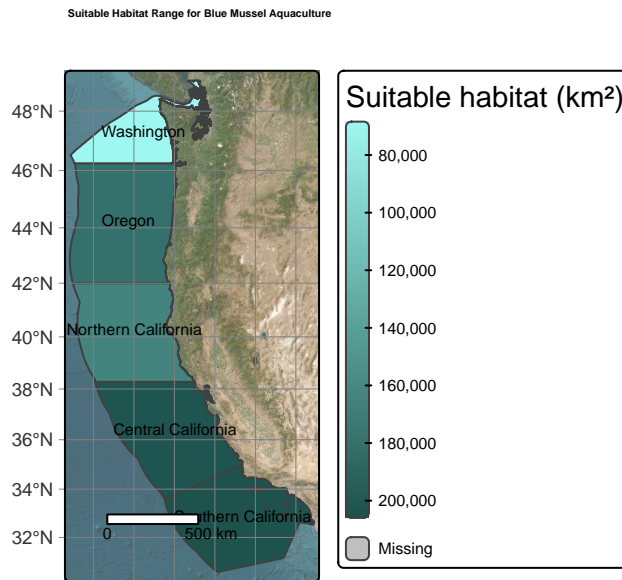 Suitable Habitat Range for Blue Mussel Aquaculture
48°N
46°N
44°N
42°N
40°N
38°N
36°N
34°N
32°N
Washington
Oregon
Northern California
Central California
Southern California
0 500 km
Suitable habitat (km²)
80,000
100,000
120,000
140,000
160,000
180,000
200,000
Missing